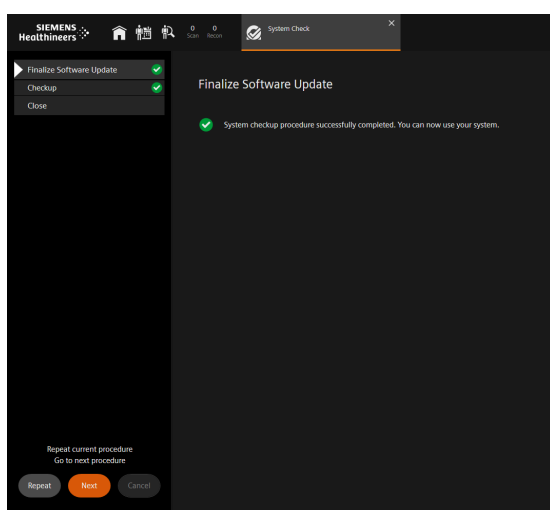 SIEMENS
Healthineers
0 0
Scan Recon
System Check
Finalize Software Update
Checkup
Close
Finalize Software Update
System checkup procedure successfully completed. You can now use your system.
Repeat current procedure
Go to next procedure
Repeat Next Cancel